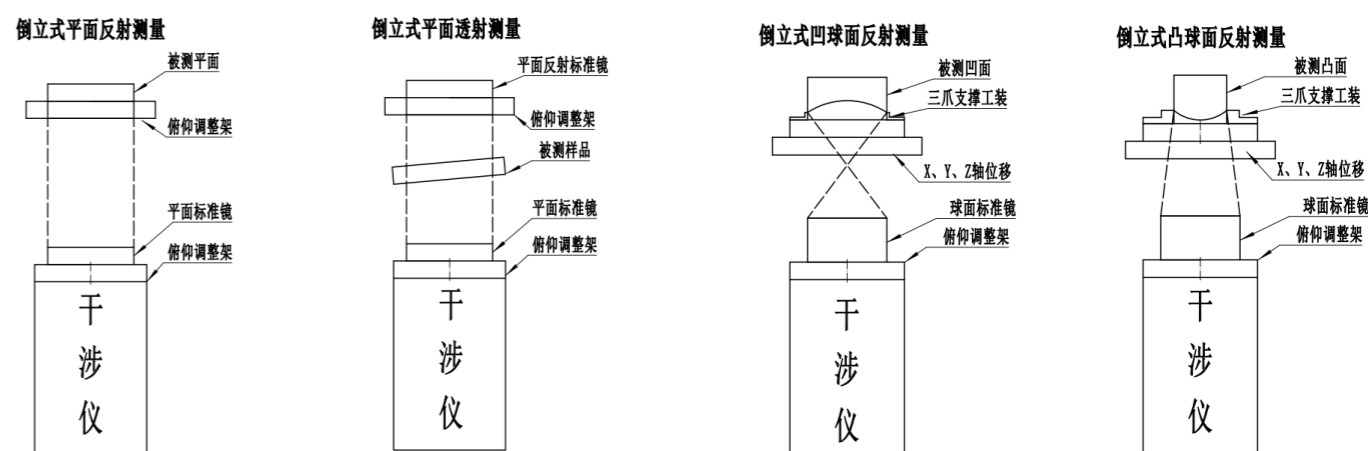 倒立式平面反射测量
被测平面
俯仰调整架
平面标准镜
俯仰调整架
干
涉
仪
倒立式平面透射测量
平面反射标准镜
俯仰调整架
被测样品
平面标准镜
俯仰调整架
干
涉
仪
倒立式凹球面反射测量
被测凹面
三爪支撑工装
X、Y、Z轴位移
球面标准镜
俯仰调整架
干
涉
仪
倒立式凸球面反射测量
被测凸面
三爪支撑工装
X、Y、Z轴位移
球面标准镜
俯仰调整架
干
涉
仪